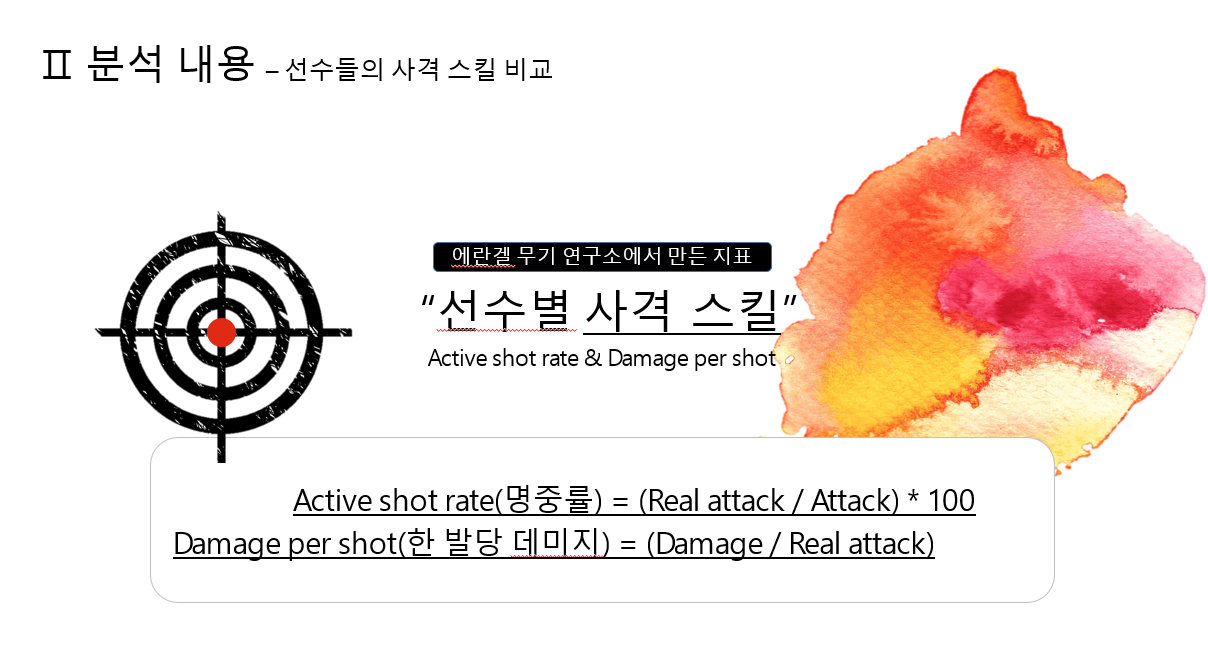 Ⅱ 분석 내용 – 선수들의 사격 스킬 비교
에란겔 무기 연구소에서 만든 지표
“선수별 사격 스킬”
Active shot rate & Damage per shot
Active shot rate(명중률) = (Real attack / Attack) * 100
Damage per shot(한 발당 데미지) = (Damage / Real attack)